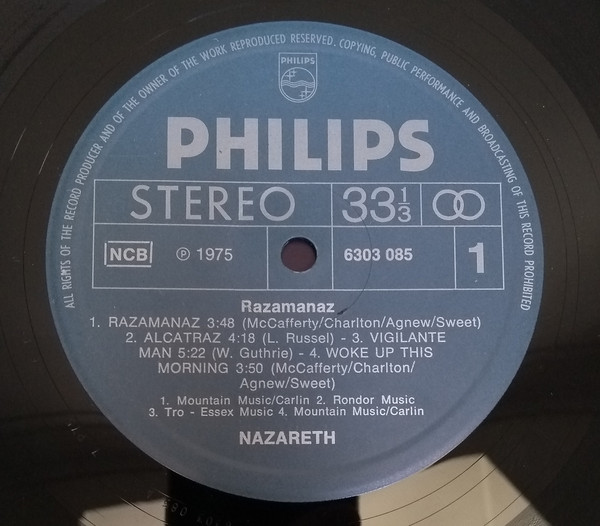 ALL RIGHTS OF THE RECORD PRODUCER AND OF THE OWNER OF THE WORK REPRODUCED RESERVED. COPYING, PUBLIC PERFORMANCE AND BROADCASTING OF THIS RECORD PROHIBITED
PHILIPS
PHILIPS
STEREO 33⅓
NCB ℗ 1975 6303 085 1
Razamanaz
1. RAZAMANAZ 3:48 (McCafferty/Charlton/Agnew/Sweet)
2. ALCATRAZ 4:18 (L. Russel) - 3. VIGILANTE
MAN 5:22 (W. Guthrie) - 4. WOKE UP THIS
MORNING 3:50 (McCafferty/Charlton/
Agnew/Sweet)
1. Mountain Music/Carlin 2. Rondor Music
3. Tro - Essex Music 4. Mountain Music/Carlin
NAZARETH